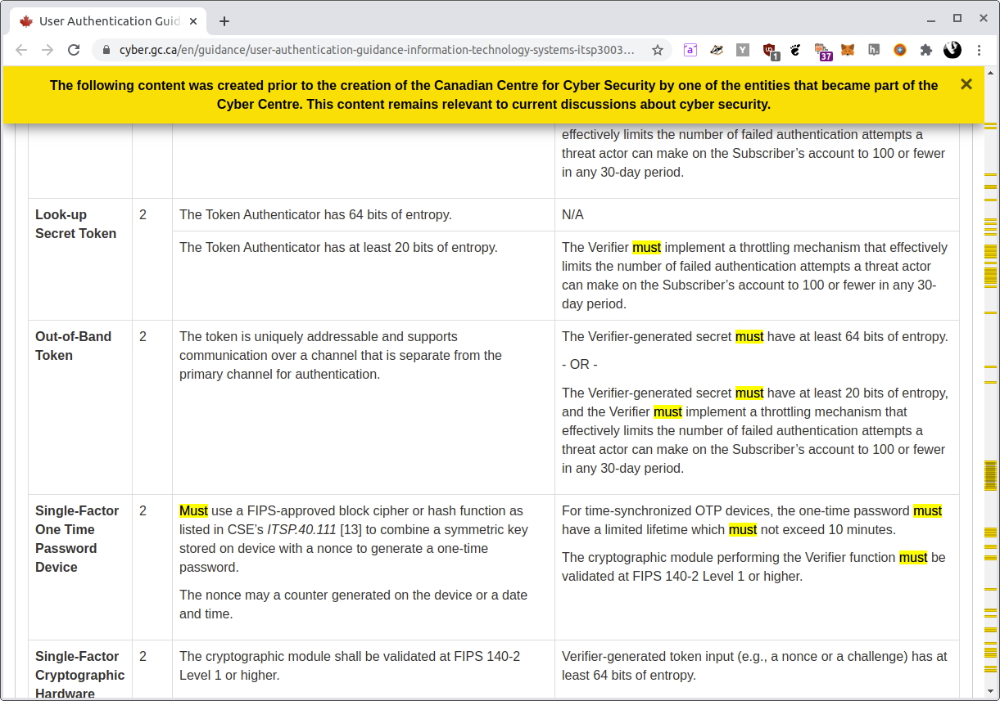 User Authentication Guid
cyber.gc.ca/en/guidance/user-authentication-guidance-information-technology-systems-itsp3003...
a
Y
1
37
h.
The following content was created prior to the creation of the Canadian Centre for Cyber Security by one of the entities that became part of the
Cyber Centre. This content remains relevant to current discussions about cyber security.
effectively limits the number of failed authentication attempts a
threat actor can make on the Subscriber’s account to 100 or fewer
in any 30-day period.
Look-up
Secret Token
2
The Token Authenticator has 64 bits of entropy.
N/A
The Token Authenticator has at least 20 bits of entropy.
The Verifier must implement a throttling mechanism that effectively
limits the number of failed authentication attempts a threat actor
can make on the Subscriber’s account to 100 or fewer in any 30-
day period.
Out-of-Band
Token
2
The token is uniquely addressable and supports
communication over a channel that is separate from the
primary channel for authentication.
The Verifier-generated secret must have at least 64 bits of entropy.
- OR -
The Verifier-generated secret must have at least 20 bits of entropy,
and the Verifier must implement a throttling mechanism that
effectively limits the number of failed authentication attempts a
threat actor can make on the Subscriber’s account to 100 or fewer
in any 30-day period.
Single-Factor
One Time
Password
Device
2
Must use a FIPS-approved block cipher or hash function as
listed in CSE’s ITSP.40.111 [13] to combine a symmetric key
stored on device with a nonce to generate a one-time
password.
The nonce may a counter generated on the device or a date
and time.
For time-synchronized OTP devices, the one-time password must
have a limited lifetime which must not exceed 10 minutes.
The cryptographic module performing the Verifier function must be
validated at FIPS 140-2 Level 1 or higher.
Single-Factor
Cryptographic
Hardware
2
The cryptographic module shall be validated at FIPS 140-2
Level 1 or higher.
Verifier-generated token input (e.g., a nonce or a challenge) has at
least 64 bits of entropy.